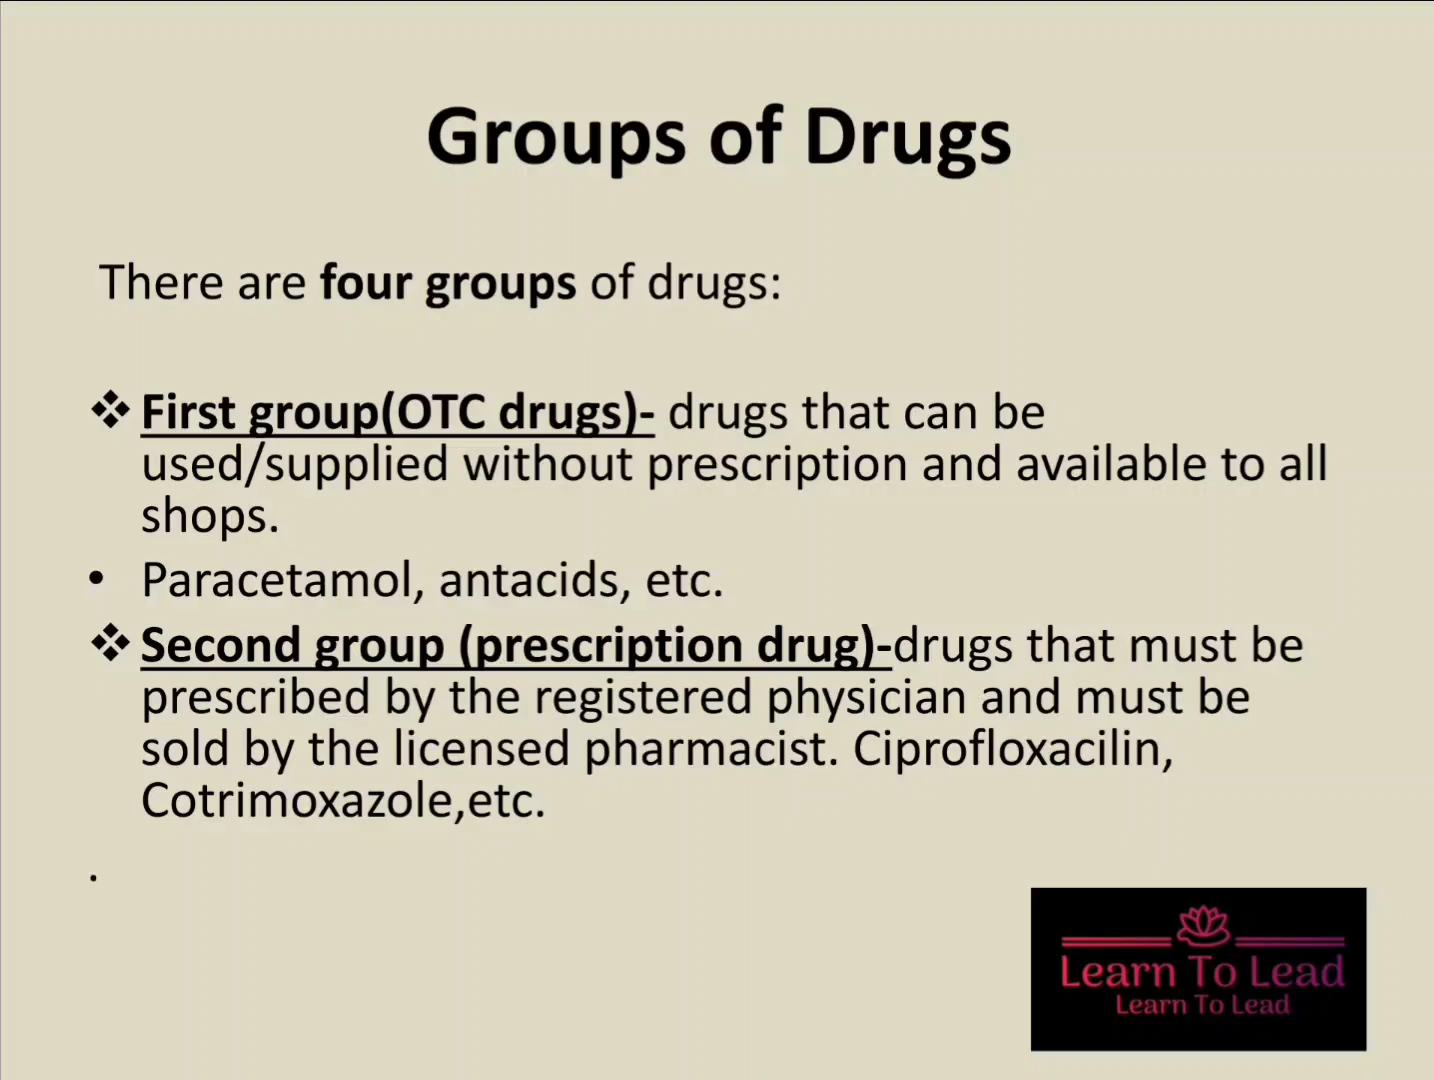 Groups of Drugs
There are four groups of drugs:
❖ First group(OTC drugs)- drugs that can be
used/supplied without prescription and available to all
shops.
• Paracetamol, antacids, etc.
❖ Second group (prescription drug)-drugs that must be
prescribed by the registered physician and must be
sold by the licensed pharmacist. Ciprofloxacilin,
Cotrimoxazole,etc.
.
Learn To Lead
Learn To Lead